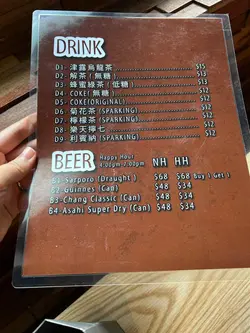 DRINK
D1- 津露烏龍茶 $15
D2- 解茶 (無糖) $13
D3- 蜂蜜綠茶 (低糖) $13
D4- COKE(無糖) $12
D5- COKE(ORIGINAL) $12
D6- 菊花茶 (SPARKING) $12
D7- 檸檬茶 (SPARKING) $12
D8- 樂天擰七 $12
D9- 利賓納 (SPARKING) $12
BEER
Happy Hour
4:00pm-7:00pm NH HH
B1-Sarporo (Draught) $68 $68 Buy 1 Get 1
B2-Guinnes (Can) $48 $34
B3-Chang Classic (Can) $48 $34
B4-Asahi Super Dry (Can) $48 $34